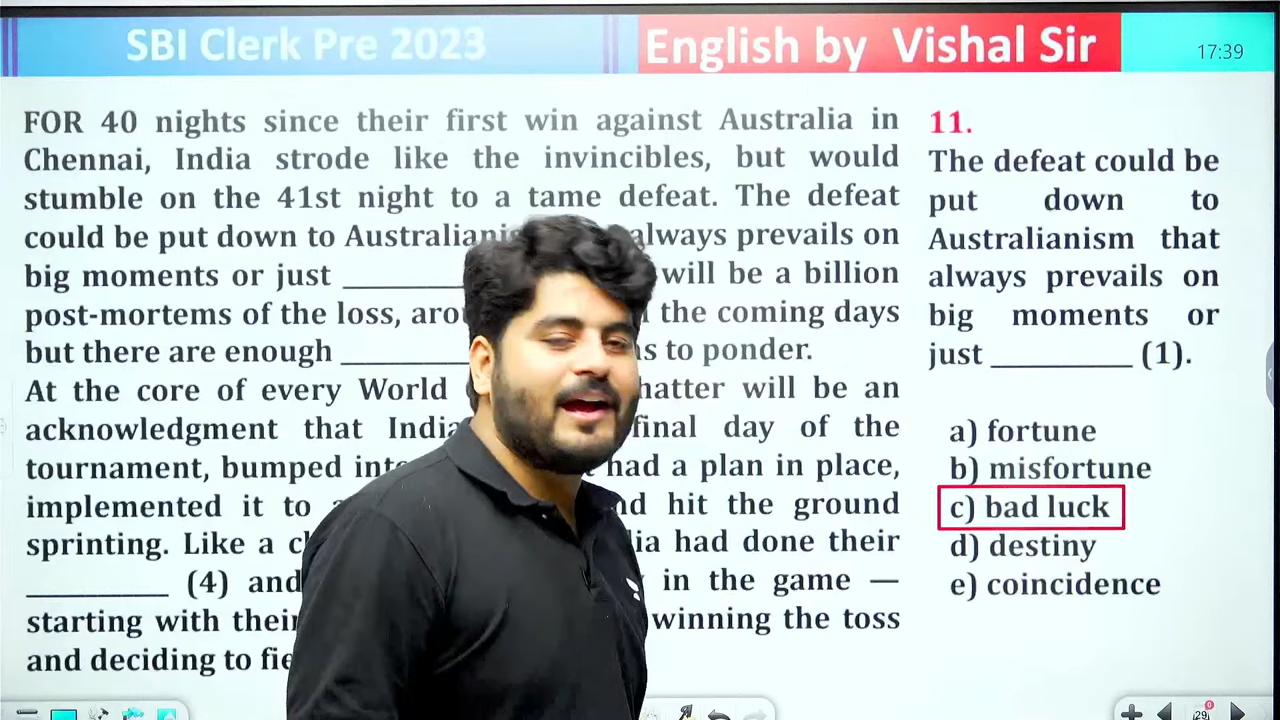 SBI Clerk Pre 2023
English by Vishal Sir
17:39
FOR 40 nights since their first win against Australia in
Chennai, India strode like the invincibles, but would
stumble on the 41st night to a tame defeat. The defeat
could be put down to always prevails on
big moments or just _________ will be a billion
post-mortems of the loss, the coming days
but there are enough _________ to ponder.
At the core of every World will be an
acknowledgment that final day of the
tournament, bumped had a plan in place,
implemented it to hit the ground
sprinting. Like a had done their
_________ (4) and in the game —
starting with their winning the toss
and deciding to
11.
The defeat could be
put down to
Australianism that
always prevails on
big moments or
just _________ (1).
a) fortune
b) misfortune
c) bad luck
d) destiny
e) coincidence
29
0